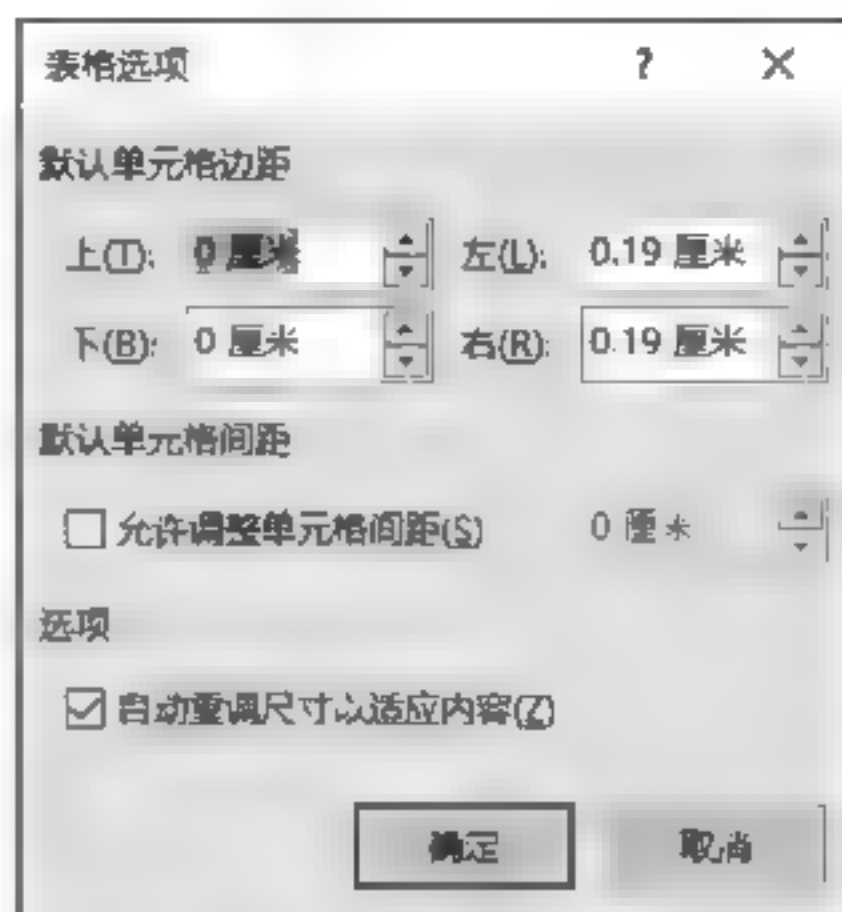 表格选项 ?
默认单元格边距
上(T): 0 厘米 左(L): 0.19 厘米
下(B): 0 厘米 右(R): 0.19 厘米
默认单元格间距
允许调整单元格间距(S) 0 厘米
选项
自动重调尺寸以适应内容(Z)
确定 取消